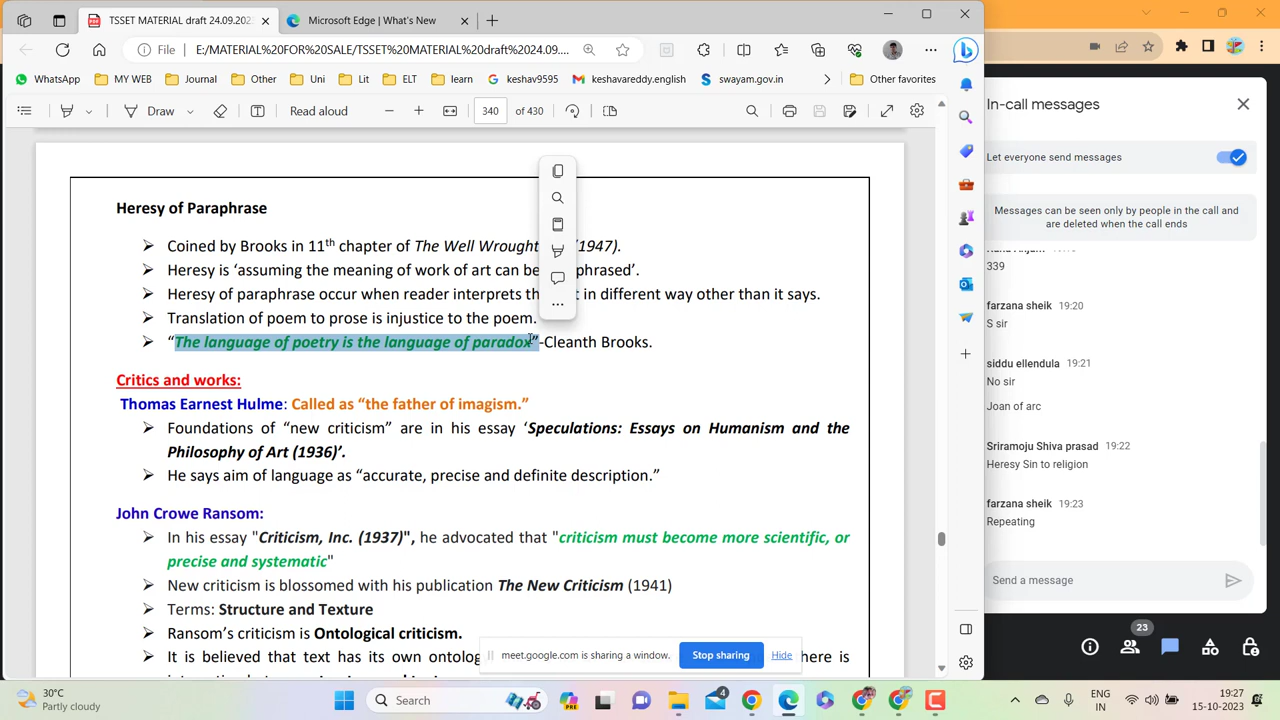 TSSET MATERIAL draft 24.09.202
Microsoft Edge | What's New
File
E:/MATERIAL%20FOR%20SALE/TSSET%20MATERIAL%20draft%2024.09....
WhatsApp
MY WEB
Journal
Other
Uni
Lit
ELT
learn
keshav9595
keshavareddy.english
swayam.gov.in
Other favorites
Draw
Read aloud
340
of 430
Heresy of Paraphrase
➢ Coined by Brooks in 11th chapter of The Well Wrought (1947).
➢ Heresy is ‘assuming the meaning of work of art can be phrased’.
➢ Heresy of paraphrase occur when reader interprets in different way other than it says.
➢ Translation of poem to prose is injustice to the poem.
➢ “The language of poetry is the language of paradox”-Cleanth Brooks.
Critics and works:
Thomas Earnest Hulme: Called as “the father of imagism.”
➢ Foundations of “new criticism” are in his essay ‘Speculations: Essays on Humanism and the
Philosophy of Art (1936)’.
➢ He says aim of language as “accurate, precise and definite description.”
John Crowe Ransom:
➢ In his essay "Criticism, Inc. (1937)", he advocated that "criticism must become more scientific, or
precise and systematic"
➢ New criticism is blossomed with his publication The New Criticism (1941)
➢ Terms: Structure and Texture
➢ Ransom’s criticism is Ontological criticism.
➢ It is believed that text has its own here is
meet.google.com is sharing a window.
Stop sharing
Hide
In-call messages
Let everyone send messages
Messages can be seen only by people in the call and
are deleted when the call ends
339
farzana sheik 19:20
S sir
siddu ellendula 19:21
No sir
Joan of arc
Sriramoju Shiva prasad 19:22
Heresy Sin to religion
farzana sheik 19:23
Repeating
Send a message
23
30°C
Partly cloudy
Search
PRE
4
ENG
IN
19:27
15-10-2023